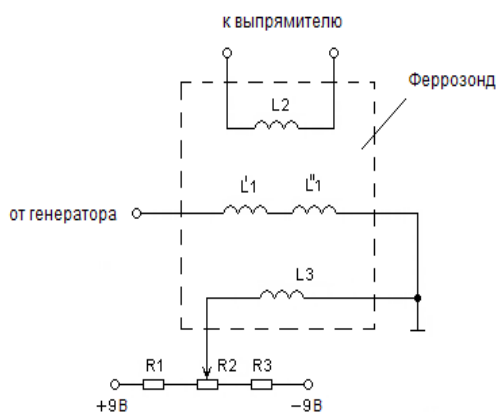 к выпрямителю
Феррозонд
L2
L'1 L"1
от генератора
L3
R1 R2 R3
+9В –9В